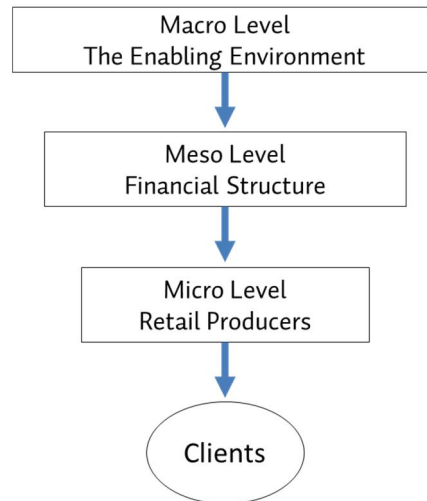 Macro Level
The Enabling Environment
Meso Level
Financial Structure
Micro Level
Retail Producers
Clients